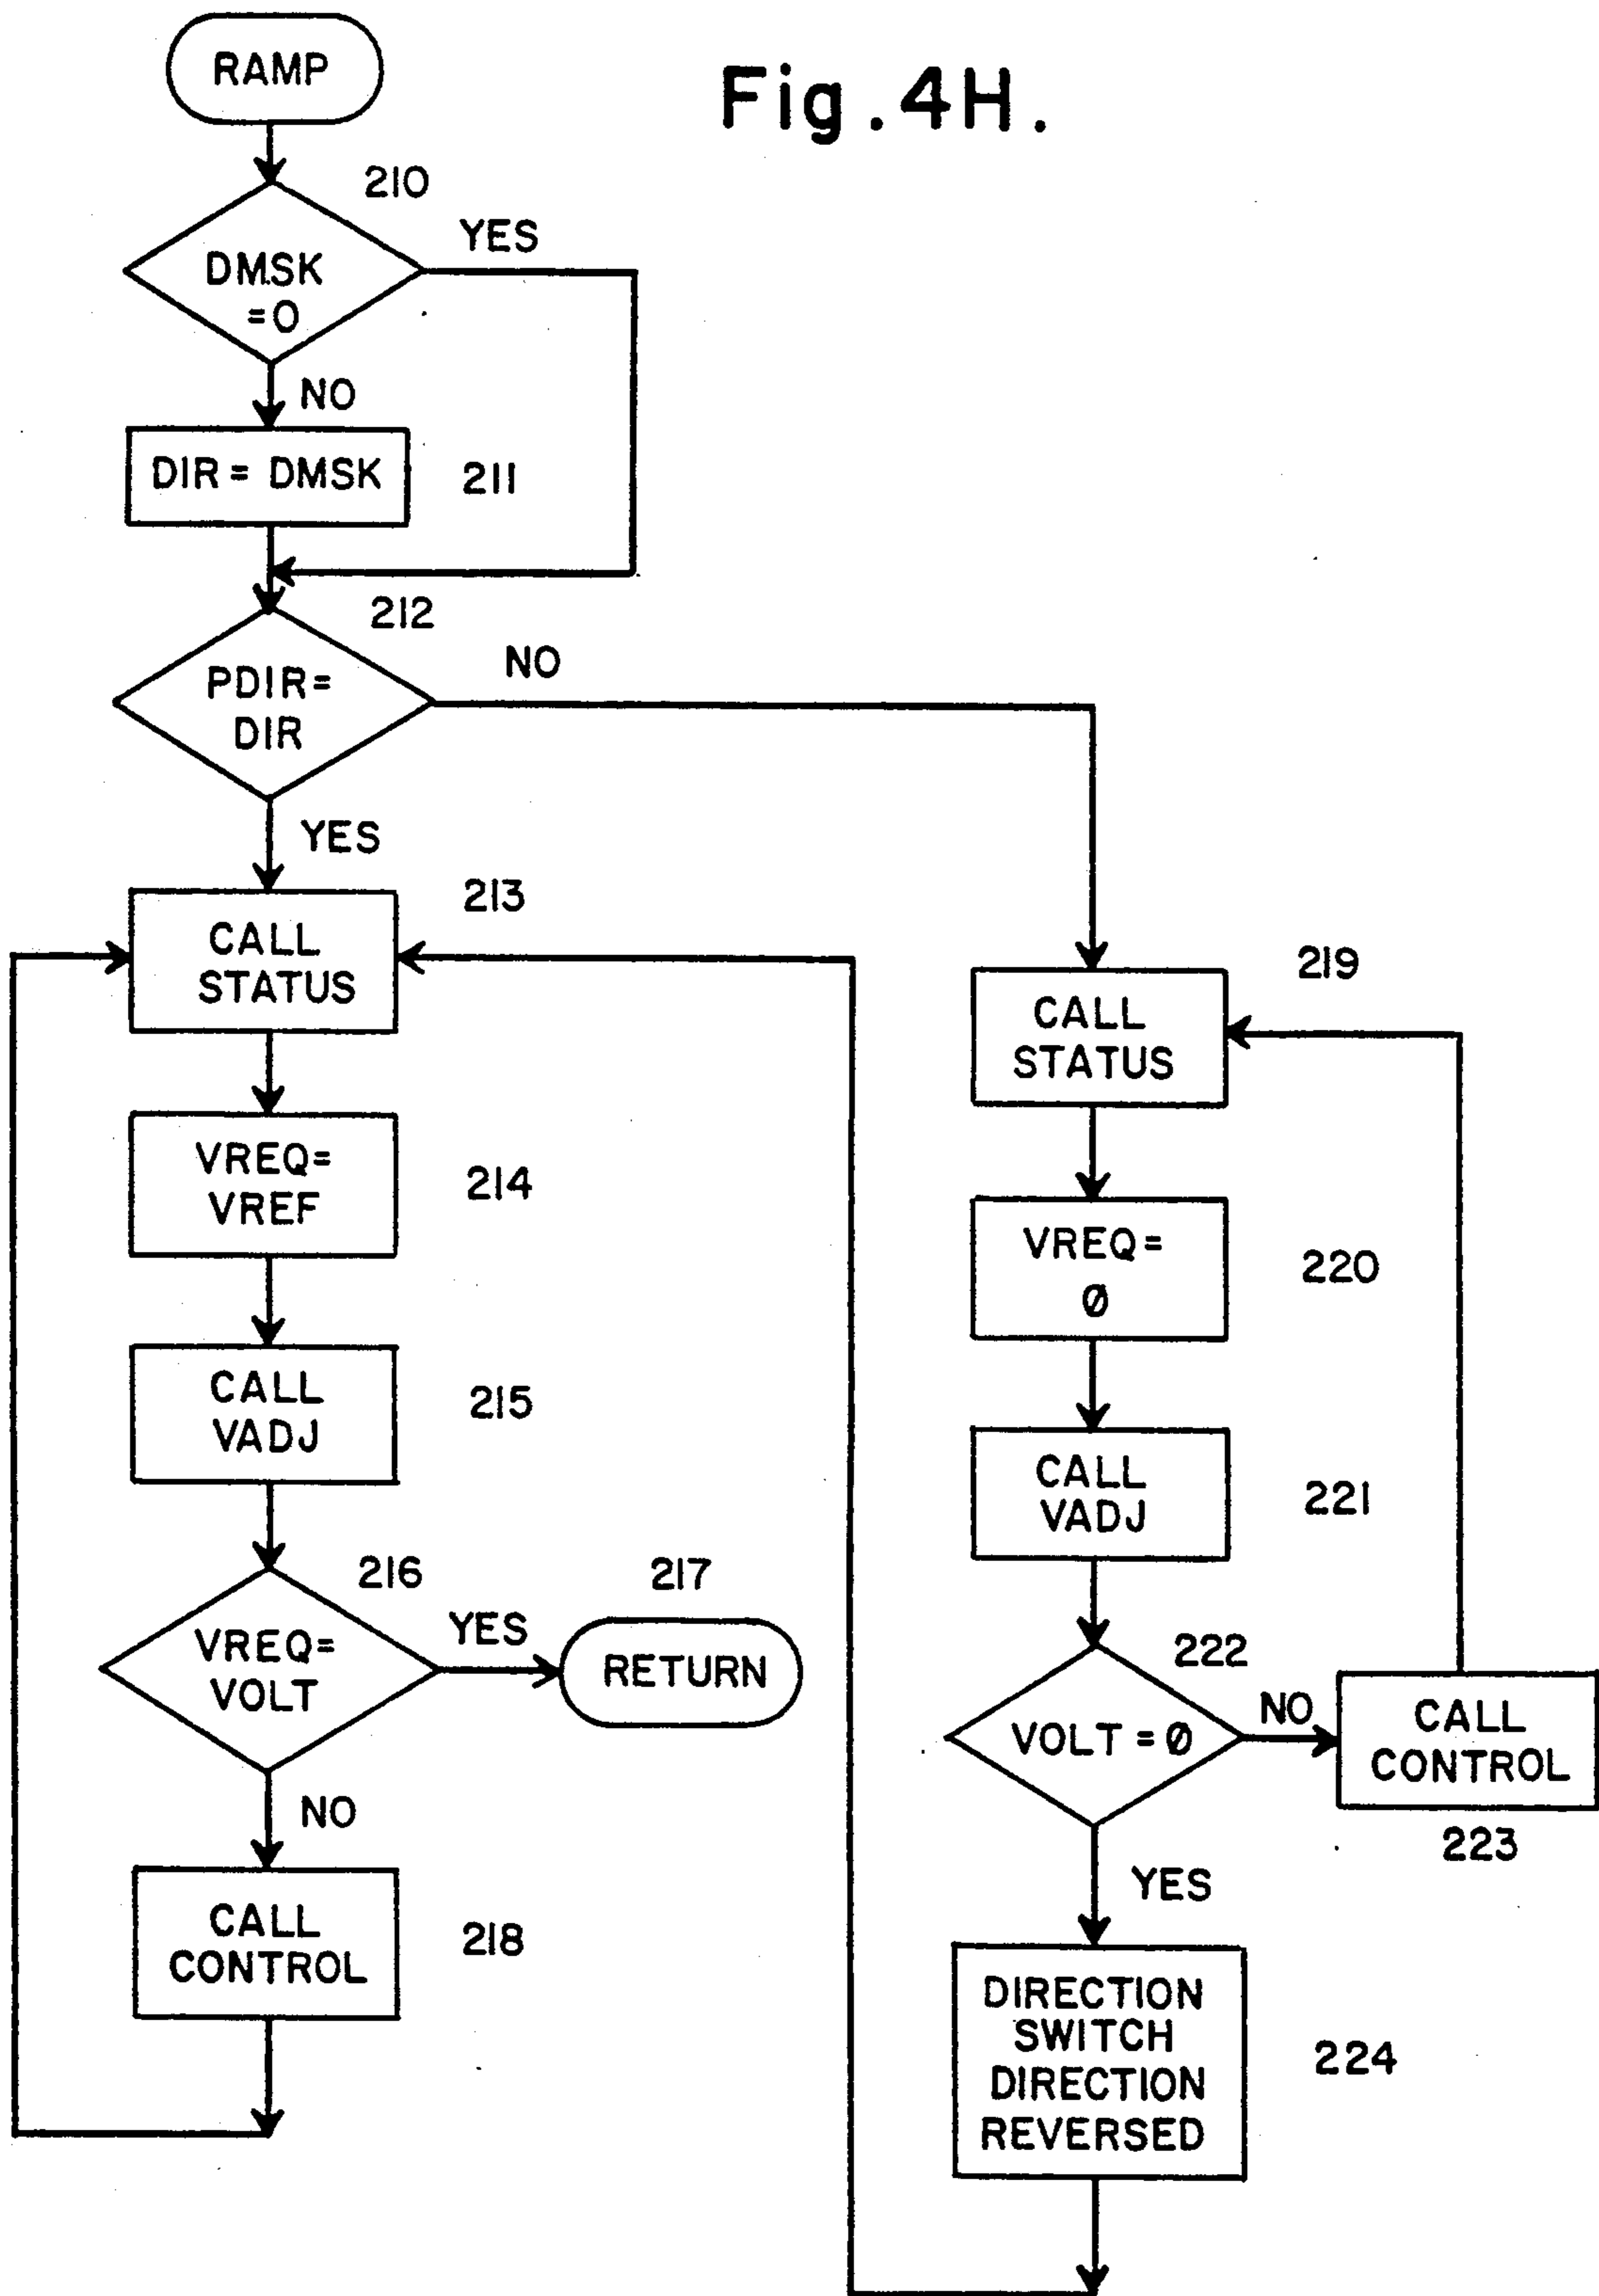 RAMP
Fig. 4H.
210
YES
DMSK
=0
NO
DIR = DMSK
211
212
NO
PDIR=
DIR
YES
213
CALL
STATUS
219
CALL
STATUS
VREQ=
VREF
214
VREQ=
Ø
220
CALL
VADJ
215
CALL
VADJ
221
216
217
YES
VREQ=
VOLT
RETURN
222
NO
VOLT = Ø
CALL
CONTROL
223
NO
YES
CALL
CONTROL
218
DIRECTION
SWITCH
DIRECTION
REVERSED
224